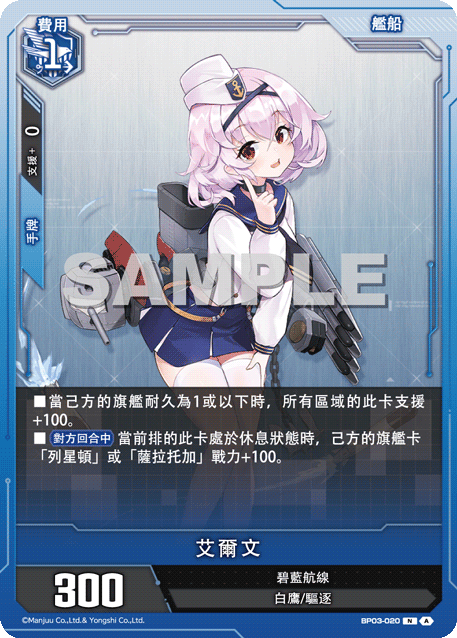 費用
艦船
1
支援+ 0
手牌
SAMPLE
■當己方的旗艦耐久為1或以下時，所有區域的此卡支援
+100。
■ 對方回合中 當前排的此卡處於休息狀態時，己方的旗艦卡
「列星頓」或「薩拉托加」戰力+100。
艾爾文
300
碧藍航線
白鷹/驅逐
©Manjuu Co.,Ltd.& Yongshi Co.,Ltd.
BP03-020 N A